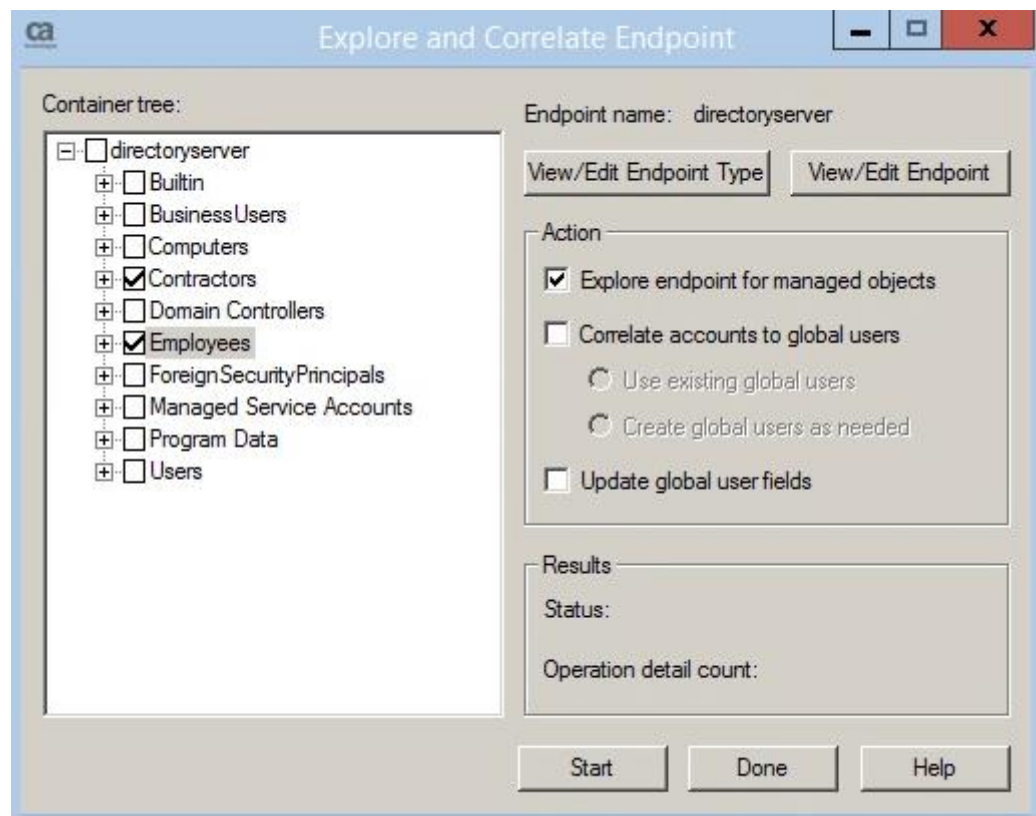 ca
Explore and Correlate Endpoint
Container tree:
directoryserver
Builtin
BusinessUsers
Computers
Contractors
Domain Controllers
Employees
ForeignSecurityPrincipals
Managed Service Accounts
Program Data
Users
Endpoint name: directoryserver
View/Edit Endpoint Type
View/Edit Endpoint
Action
Explore endpoint for managed objects
Correlate accounts to global users
Use existing global users
Create global users as needed
Update global user fields
Results
Status:
Operation detail count:
Start
Done
Help